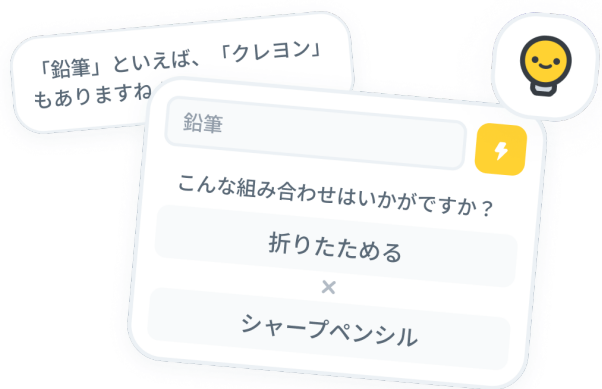 「鉛筆」といえば、「クレヨン」
もありますね
鉛筆
こんな組み合わせはいかがですか？
折りたためる
×
シャープペンシル